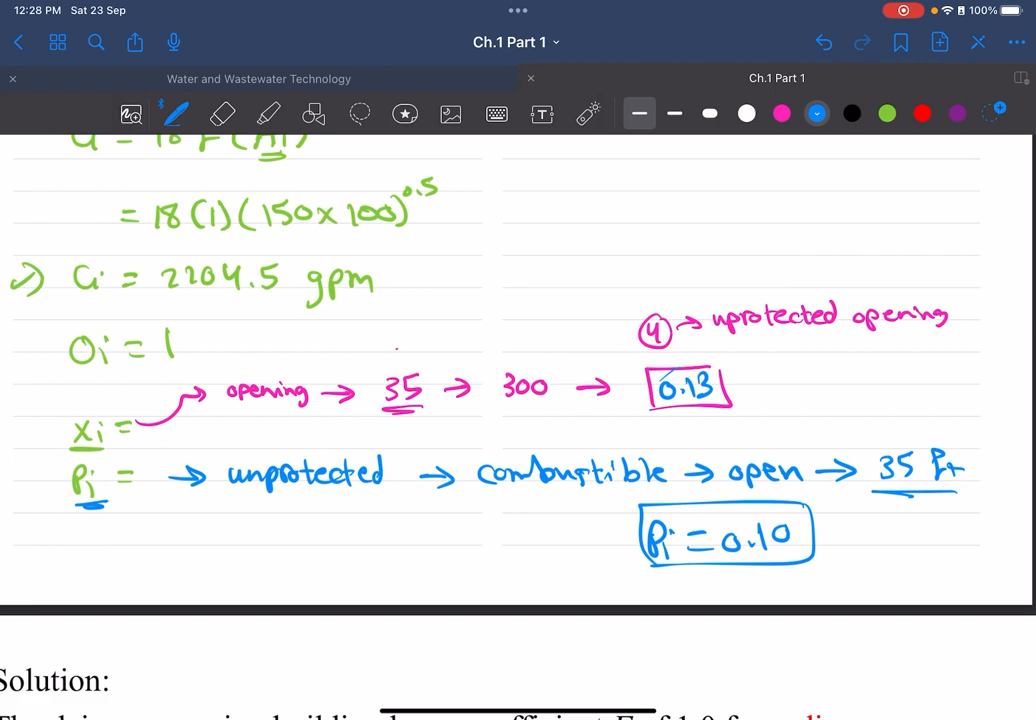 12:28 PM Sat 23 Sep
100%
Ch.1 Part 1
Water and Wastewater Technology
Ch.1 Part 1
= 18 (1) (150 x 100)^0.5
Ci = 2204.5 gpm
Oi = 1
4 → uprotected opening
opening → 35 → 300 → 0.13
xi =
Pi = → unprotected → combustible → open → 35 ft
Pi = 0.10
Solution: